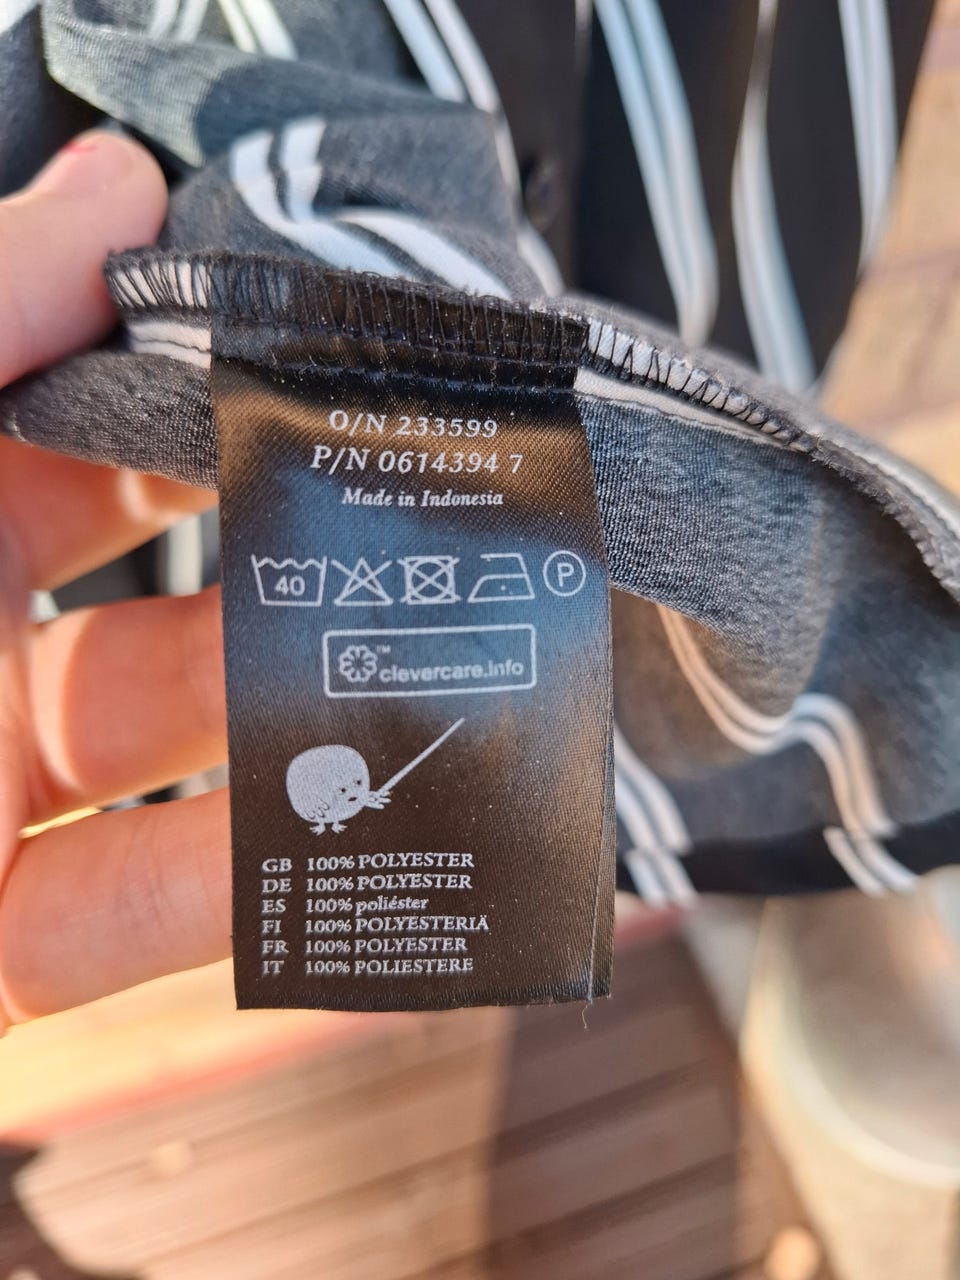 O/N 233599
P/N 0614394 7
Made in Indonesia
40 P
™
clevercare.info
GB 100% POLYESTER
DE 100% POLYESTER
ES 100% poliéster
FI 100% POLYESTERIÄ
FR 100% POLYESTER
IT 100% POLIESTERE